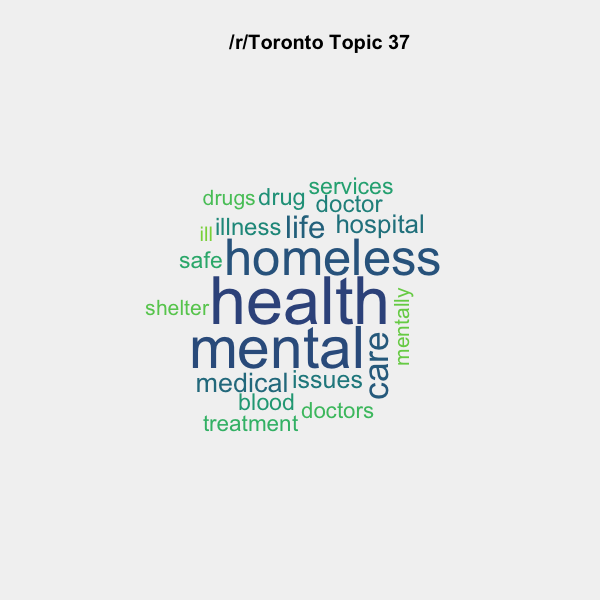 /r/Toronto Topic 37
services
drugs drug doctor
ill illness life hospital
safe homeless
shelter health mentally
mental care
medical issues
blood doctors
treatment